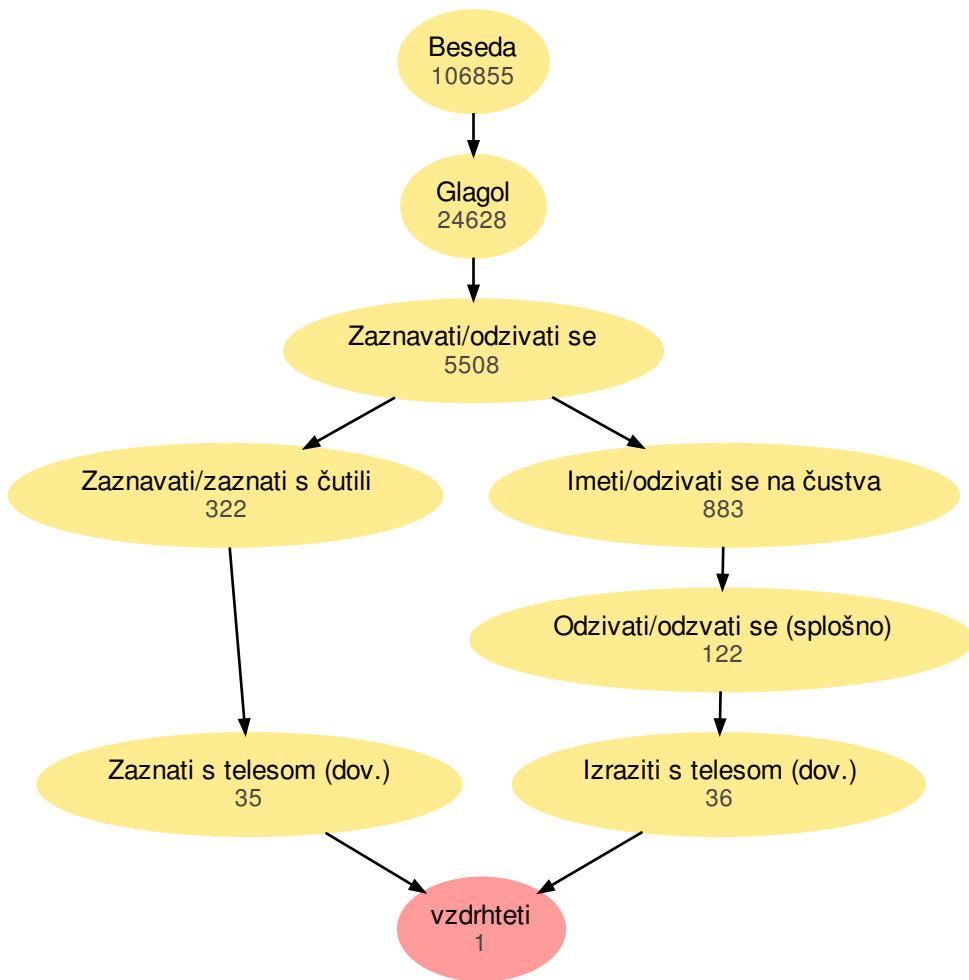 Beseda
106855
Glagol
24628
Zaznavati/odzivati se
5508
Zaznavati/zaznati s čutili
322
Imeti/odzivati se na čustva
883
Odzivati/odzvati se (splošno)
122
Zaznati s telesom (dov.)
35
Izraziti s telesom (dov.)
36
vzdrhteti
1